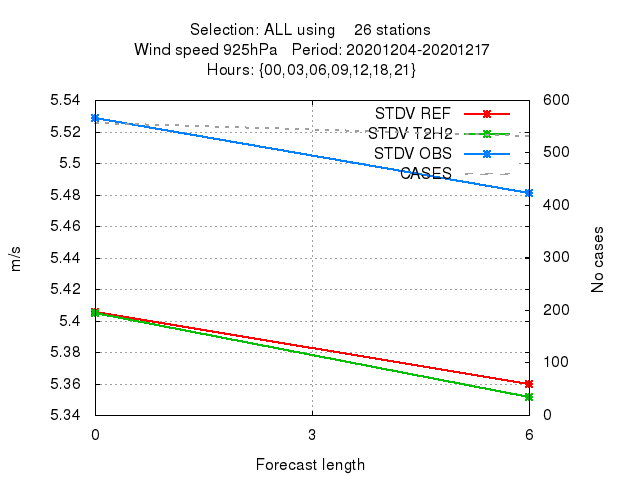 Selection: ALL using    26 stations
Wind speed 925hPa   Period: 20201204-20201217
Hours: {00,03,06,09,12,18,21}
5.54
5.52
5.5
5.48
5.46
5.44
5.42
5.4
5.38
5.36
5.34
m/s
STDV REF
STDV T2H2
STDV OBS
CASES
600
500
400
300
200
100
0
No cases
0 3 6
Forecast length